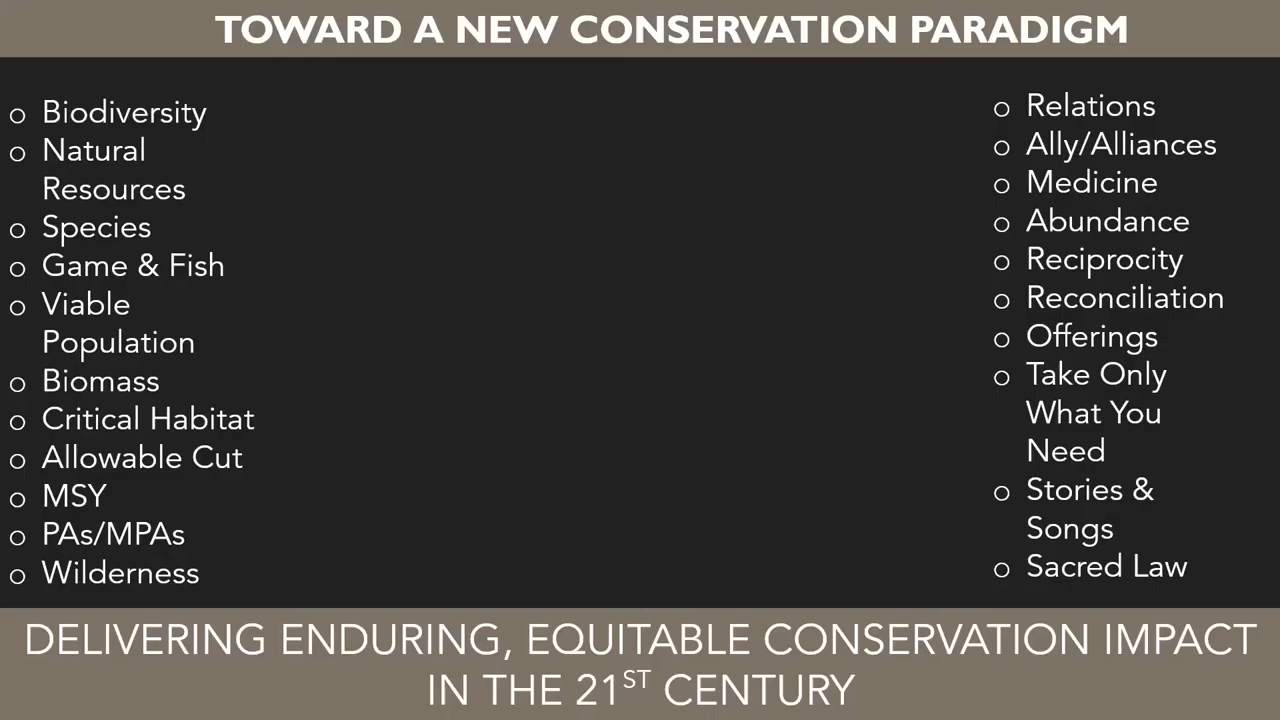 TOWARD A NEW CONSERVATION PARADIGM
o Biodiversity
o Natural
Resources
o Species
o Game & Fish
o Viable
Population
o Biomass
o Critical Habitat
o Allowable Cut
o MSY
o PAs/MPAs
o Wilderness
o Relations
o Ally/Alliances
o Medicine
o Abundance
o Reciprocity
o Reconciliation
o Offerings
o Take Only
What You
Need
o Stories &
Songs
o Sacred Law
DELIVERING ENDURING, EQUITABLE CONSERVATION IMPACT
IN THE 21ST CENTURY